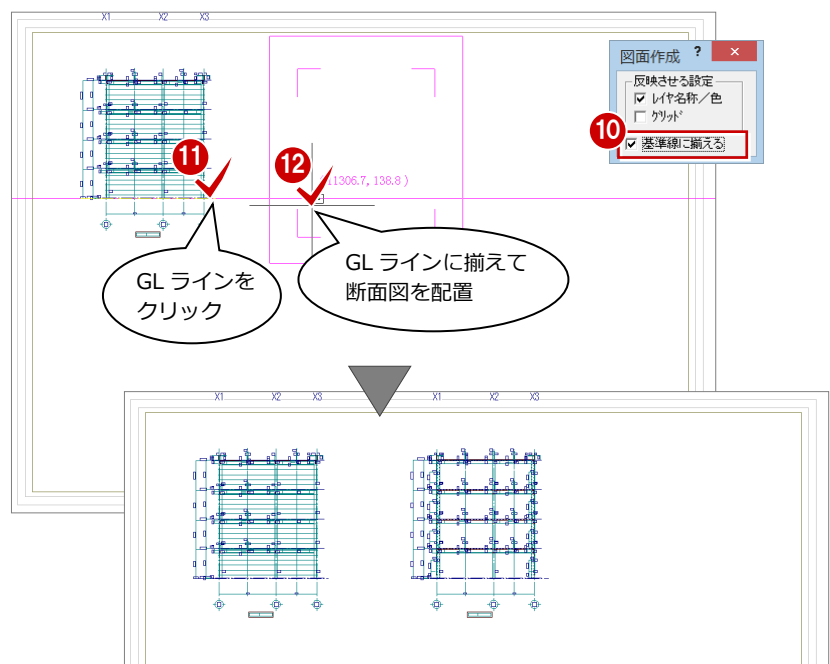 X1 X2 X3
図面作成 ? ×
反映させる設定
レイヤ名称／色
グリッド
10
基準線に揃える
11
12
11306.7, 138.8 )
GL ラインを
クリック
GL ラインに揃えて
断面図を配置
X1 X2 X3 X1 X2 X3